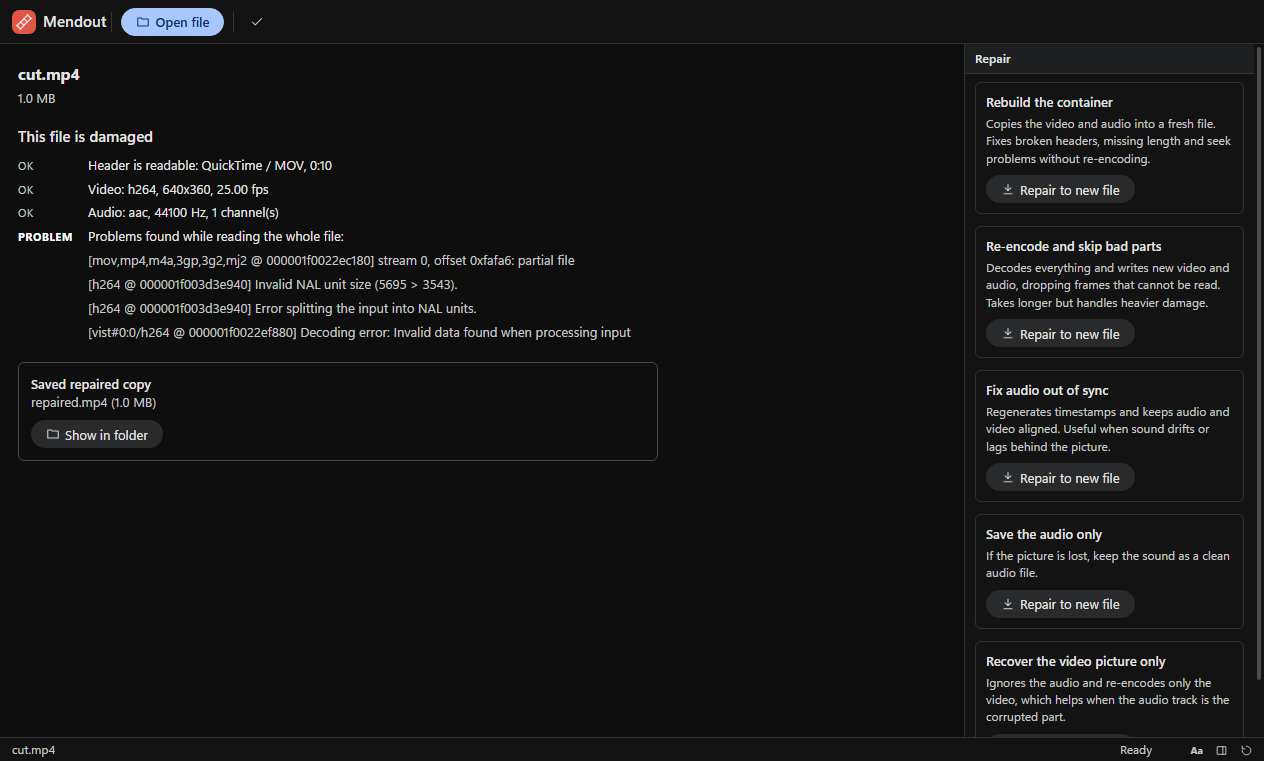 Mendout
Open file
cut.mp4
1.0 MB
This file is damaged
OK Header is readable: QuickTime / MOV, 0:10
OK Video: h264, 640x360, 25.00 fps
OK Audio: aac, 44100 Hz, 1 channel(s)
PROBLEM Problems found while reading the whole file:
[mov,mp4,m4a,3gp,3g2,mj2 @ 000001f0022ec180] stream 0, offset 0xfafa6: partial file
[h264 @ 000001f003d3e940] Invalid NAL unit size (5695 > 3543).
[h264 @ 000001f003d3e940] Error splitting the input into NAL units.
[vist#0:0/h264 @ 000001f0022ef880] Decoding error: Invalid data found when processing input
Saved repaired copy
repaired.mp4 (1.0 MB)
Show in folder
Repair
Rebuild the container
Copies the video and audio into a fresh file.
Fixes broken headers, missing length and seek
problems without re-encoding.
Repair to new file
Re-encode and skip bad parts
Decodes everything and writes new video and
audio, dropping frames that cannot be read.
Takes longer but handles heavier damage.
Repair to new file
Fix audio out of sync
Regenerates timestamps and keeps audio and
video aligned. Useful when sound drifts or
lags behind the picture.
Repair to new file
Save the audio only
If the picture is lost, keep the sound as a clean
audio file.
Repair to new file
Recover the video picture only
Ignores the audio and re-encodes only the
video, which helps when the audio track is the
corrupted part.
cut.mp4
Ready
Aa